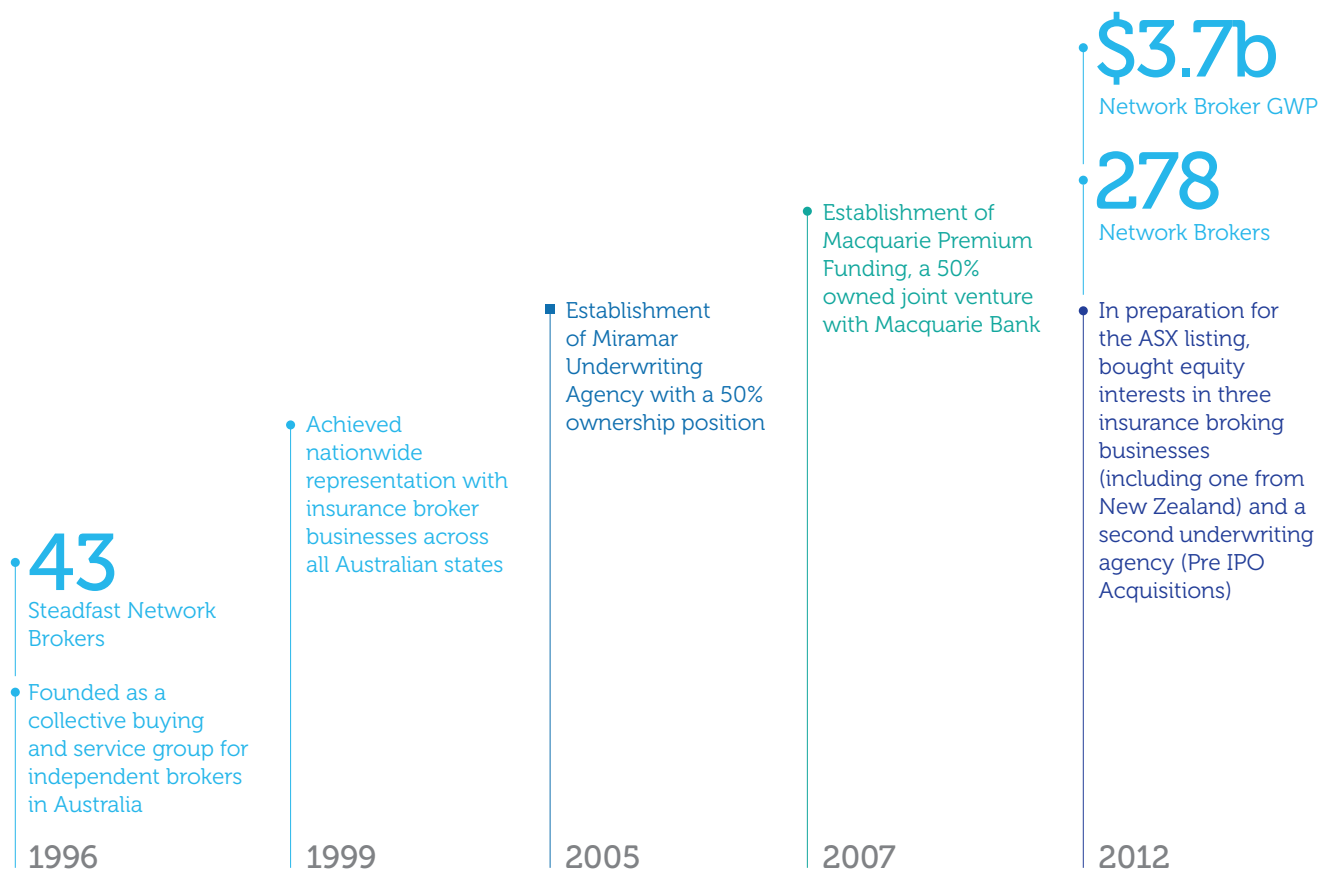 43
Steadfast Network
Brokers
Founded as a
collective buying
and service group for
independent brokers
in Australia
1996
Achieved
nationwide
representation with
insurance broker
businesses across
all Australian states
1999
Establishment
of Miramar
Underwriting
Agency with a 50%
ownership position
2005
Establishment of
Macquarie Premium
Funding, a 50%
owned joint venture
with Macquarie Bank
2007
$3.7b
Network Broker GWP
278
Network Brokers
In preparation for
the ASX listing,
bought equity
interests in three
insurance broking
businesses
(including one from
New Zealand) and a
second underwriting
agency (Pre IPO
Acquisitions)
2012